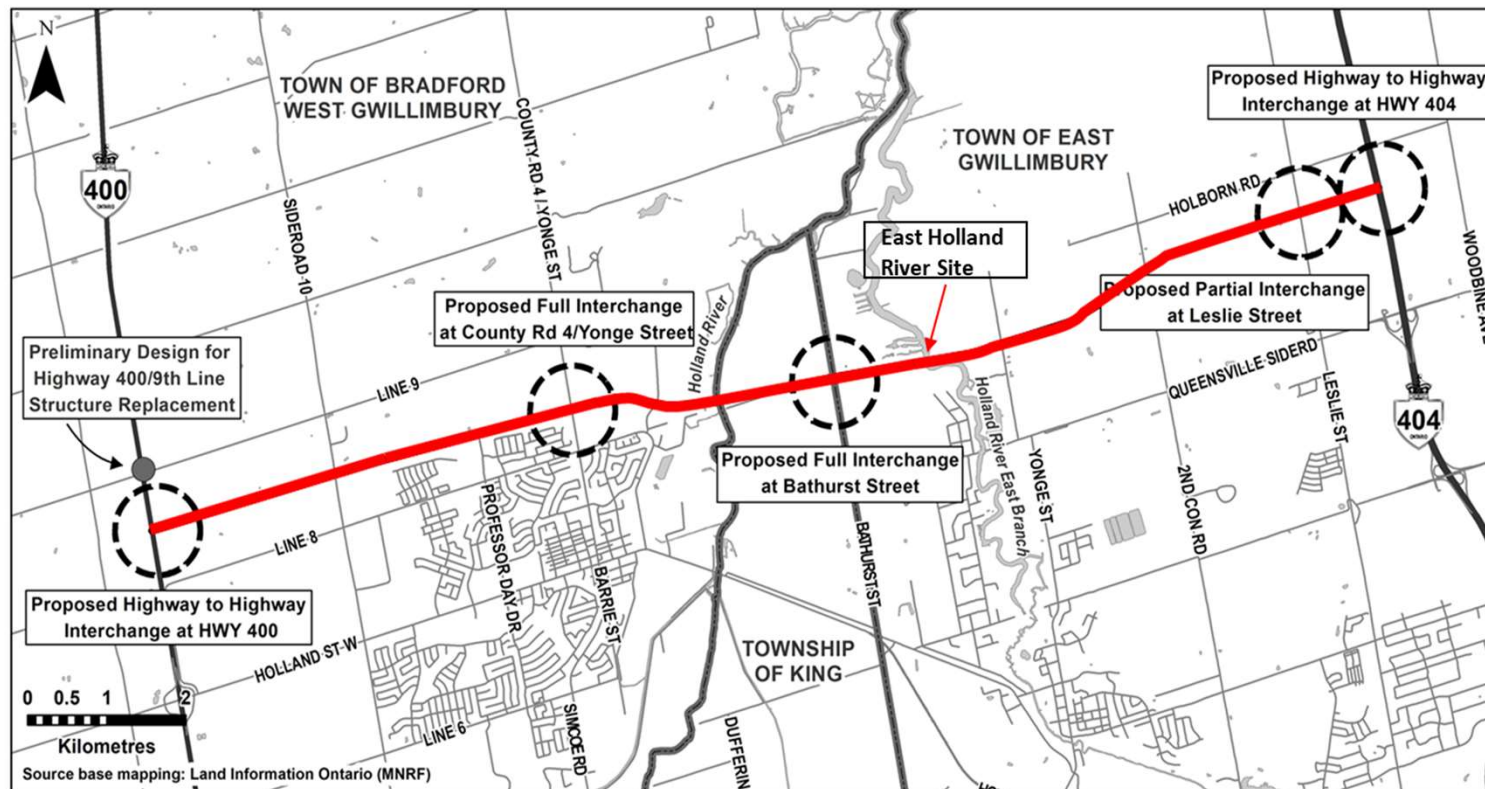 N
TOWN OF BRADFORD
WEST GWILLIMBURY
COUNTY RD 4 / YONGE ST
400
ONTARIO
SIDEROAD 10
TOWN OF EAST
GWILLIMBURY
Proposed Highway to Highway
Interchange at HWY 404
HOLBORN RD
WOODBINE AVE
East Holland
River Site
Proposed Full Interchange
at County Rd 4/Yonge Street
Holland River
Proposed Partial Interchange
at Leslie Street
Preliminary Design for
Highway 400/9th Line
Structure Replacement
LINE 9
QUEENSVILLE SIDERD
LESLIE ST
404
ONTARIO
Holland River East Branch
YONGE ST
2ND CON RD
Proposed Full Interchange
at Bathurst Street
BATHURST ST
LINE 8
PROFESSOR DAY DR
BARRIE ST
Proposed Highway to Highway
Interchange at HWY 400
HOLLAND ST W
TOWNSHIP
OF KING
0 0.5 1 2
Kilometres
LINE 6
SIMCOE RD
DUFFERIN
Source base mapping: Land Information Ontario (MNRF)